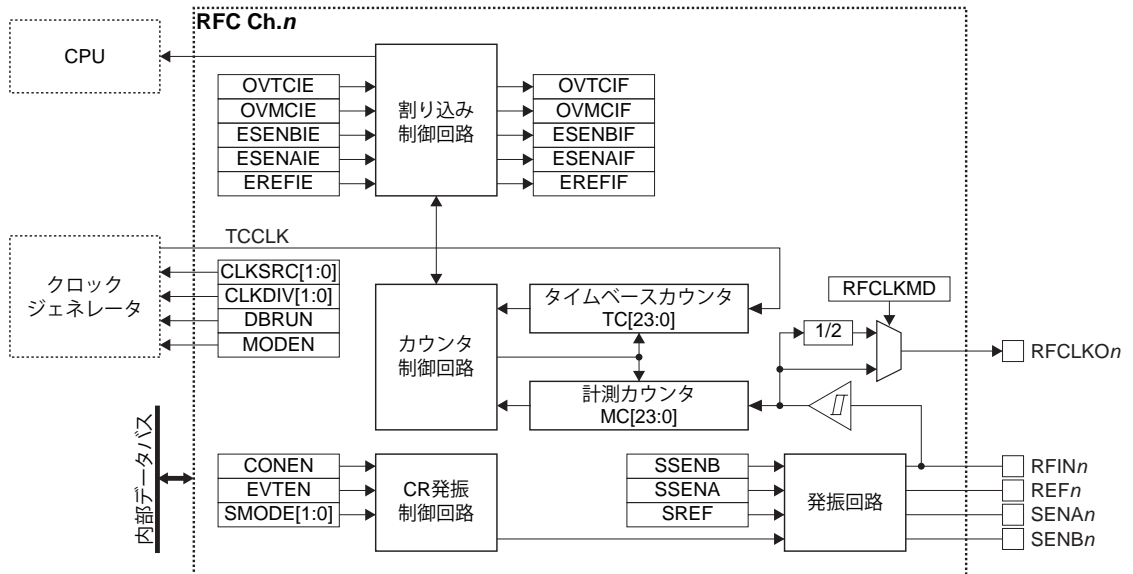 RFC Ch.n
CPU
OVTCIE
OVMCIE
ESENBIE
ESENAIE
EREFIE
割り込み
制御回路
OVTCIF
OVMCIF
ESENBIF
ESENAIF
EREFIF
TCCLK
クロック
ジェネレータ
CLKSRC[1:0]
CLKDIV[1:0]
DBRUN
MODEN
カウンタ
制御回路
タイムベースカウンタ
TC[23:0]
計測カウンタ
MC[23:0]
RFCLKMD
1/2
RFCLKOn
内部データバス
CONEN
EVTEN
SMODE[1:0]
CR発振
制御回路
SSENB
SSENA
SREF
発振回路
RFINn
REFn
SENAn
SENBn